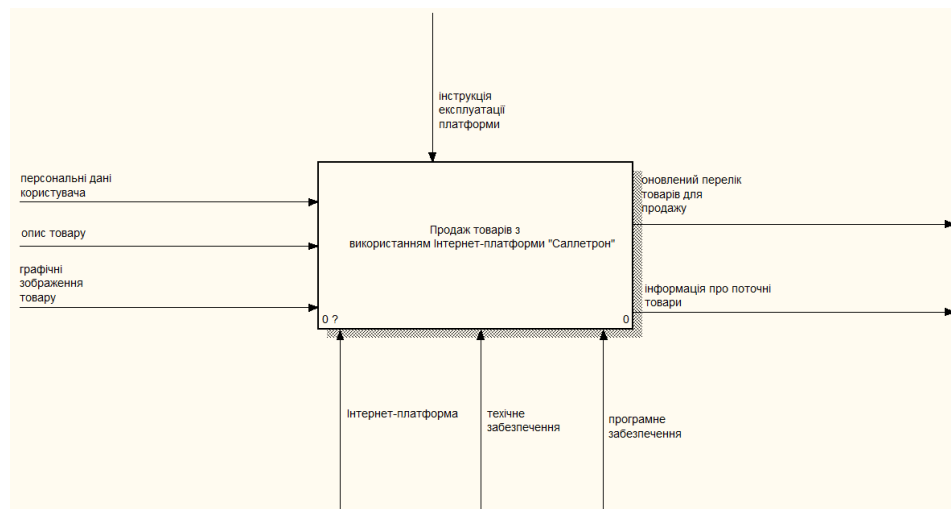 інструкція
експлуатації
платформи
персональні дані
користувача
опис товару
графічні
зображення
товару
Продаж товарів з
використанням Інтернет-платформи "Саллетрон"
0 ?
0
оновлений перелік
товарів для
продажу
інформація про поточні
товари
Інтернет-платформа
техічне
забезпечення
програмне
забезпечення